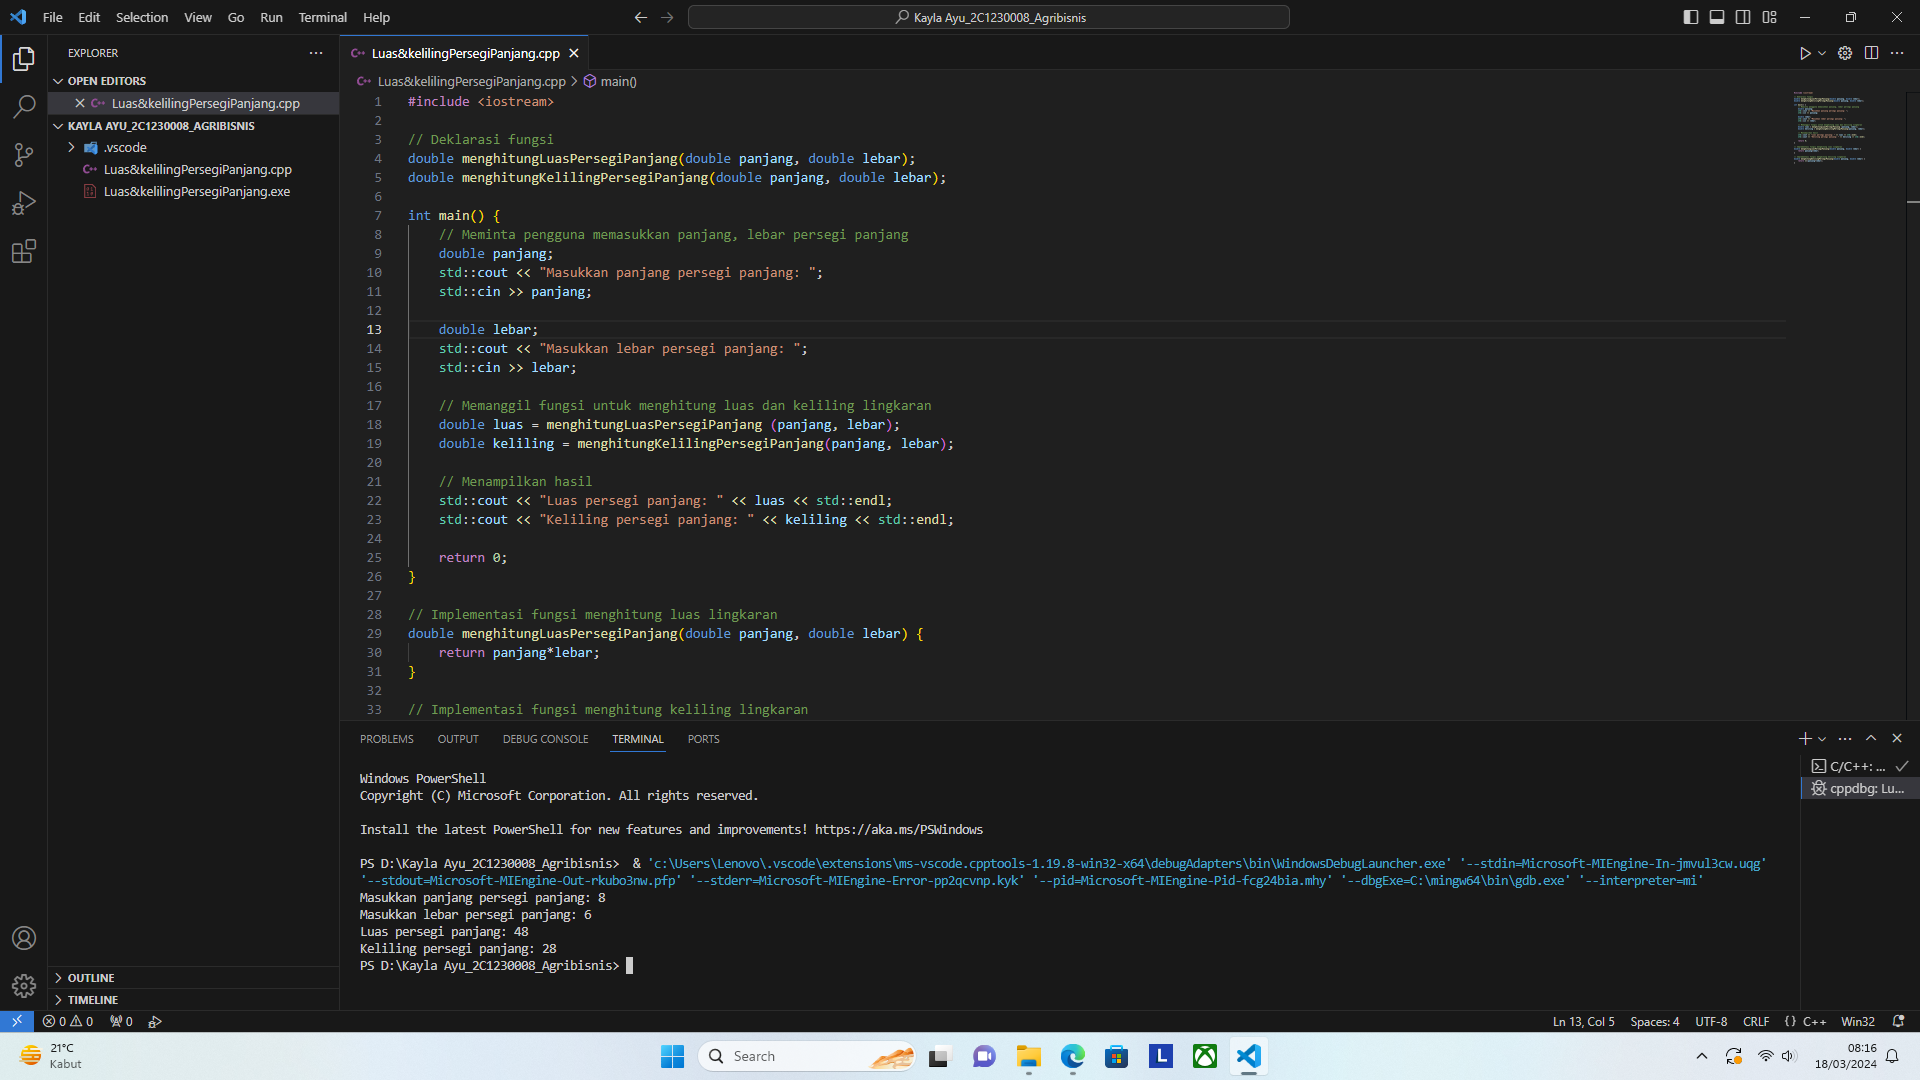 File Edit Selection View Go Run Terminal Help
Kayla Ayu_2C1230008_Agribisnis
EXPLORER
OPEN EDITORS
Luas&kelilingPersegiPanjang.cpp
KAYLA AYU_2C1230008_AGRIBISNIS
.vscode
Luas&kelilingPersegiPanjang.cpp
Luas&kelilingPersegiPanjang.exe
OUTLINE
TIMELINE
Luas&kelilingPersegiPanjang.cpp
Luas&kelilingPersegiPanjang.cpp > main()
1 #include <iostream>
2
3 // Deklarasi fungsi
4 double menghitungLuasPersegiPanjang(double panjang, double lebar);
5 double menghitungKelilingPersegiPanjang(double panjang, double lebar);
6
7 int main() {
8 // Meminta pengguna memasukkan panjang, lebar persegi panjang
9 double panjang;
10 std::cout << "Masukkan panjang persegi panjang: ";
11 std::cin >> panjang;
12
13 double lebar;
14 std::cout << "Masukkan lebar persegi panjang: ";
15 std::cin >> lebar;
16
17 // Memanggil fungsi untuk menghitung luas dan keliling lingkaran
18 double luas = menghitungLuasPersegiPanjang (panjang, lebar);
19 double keliling = menghitungKelilingPersegiPanjang(panjang, lebar);
20
21 // Menampilkan hasil
22 std::cout << "Luas persegi panjang: " << luas << std::endl;
23 std::cout << "Keliling persegi panjang: " << keliling << std::endl;
24
25 return 0;
26 }
27
28 // Implementasi fungsi menghitung luas lingkaran
29 double menghitungLuasPersegiPanjang(double panjang, double lebar) {
30 return panjang*lebar;
31 }
32
33 // Implementasi fungsi menghitung keliling lingkaran
PROBLEMS OUTPUT DEBUG CONSOLE TERMINAL PORTS
C/C++: ...
cppdbg: Lu...
Windows PowerShell
Copyright (C) Microsoft Corporation. All rights reserved.
Install the latest PowerShell for new features and improvements! https://aka.ms/PSWindows
PS D:\Kayla Ayu_2C1230008_Agribisnis> & 'c:\Users\Lenovo\.vscode\extensions\ms-vscode.cpptools-1.19.8-win32-x64\debugAdapters\bin\WindowsDebugLauncher.exe' '--stdin=Microsoft-MIEngine-In-jmvul3cw.uqg'
'--stdout=Microsoft-MIEngine-Out-rkubo3nw.pfp' '--stderr=Microsoft-MIEngine-Error-pp2qcvnp.kyk' '--pid=Microsoft-MIEngine-Pid-fcg24bia.mhy' '--dbgExe=C:\mingw64\bin\gdb.exe' '--interpreter=mi'
Masukkan panjang persegi panjang: 8
Masukkan lebar persegi panjang: 6
Luas persegi panjang: 48
Keliling persegi panjang: 28
PS D:\Kayla Ayu_2C1230008_Agribisnis>
0 0 0
Ln 13, Col 5 Spaces: 4 UTF-8 CRLF {} C++ Win32
21°C
Kabut
Search
L
08:16
18/03/2024